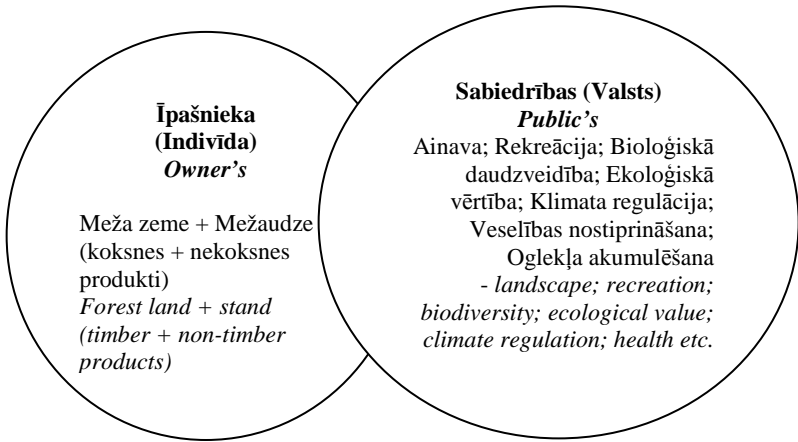 Īpašnieka
(Indivīda)
Owner's
Meža zeme + Mežaudze
(koksnes + nekoksnes
produkti)
Forest land + stand
(timber + non-timber
products)
Sabiedrības (Valsts)
Public's
Ainava; Rekreācija; Bioloģiskā
daudzveidība; Ekoloģiskā
vērtība; Klimata regulācija;
Veselības nostiprināšana;
Oglekļa akumulēšana
- landscape; recreation;
biodiversity; ecological value;
climate regulation; health etc.